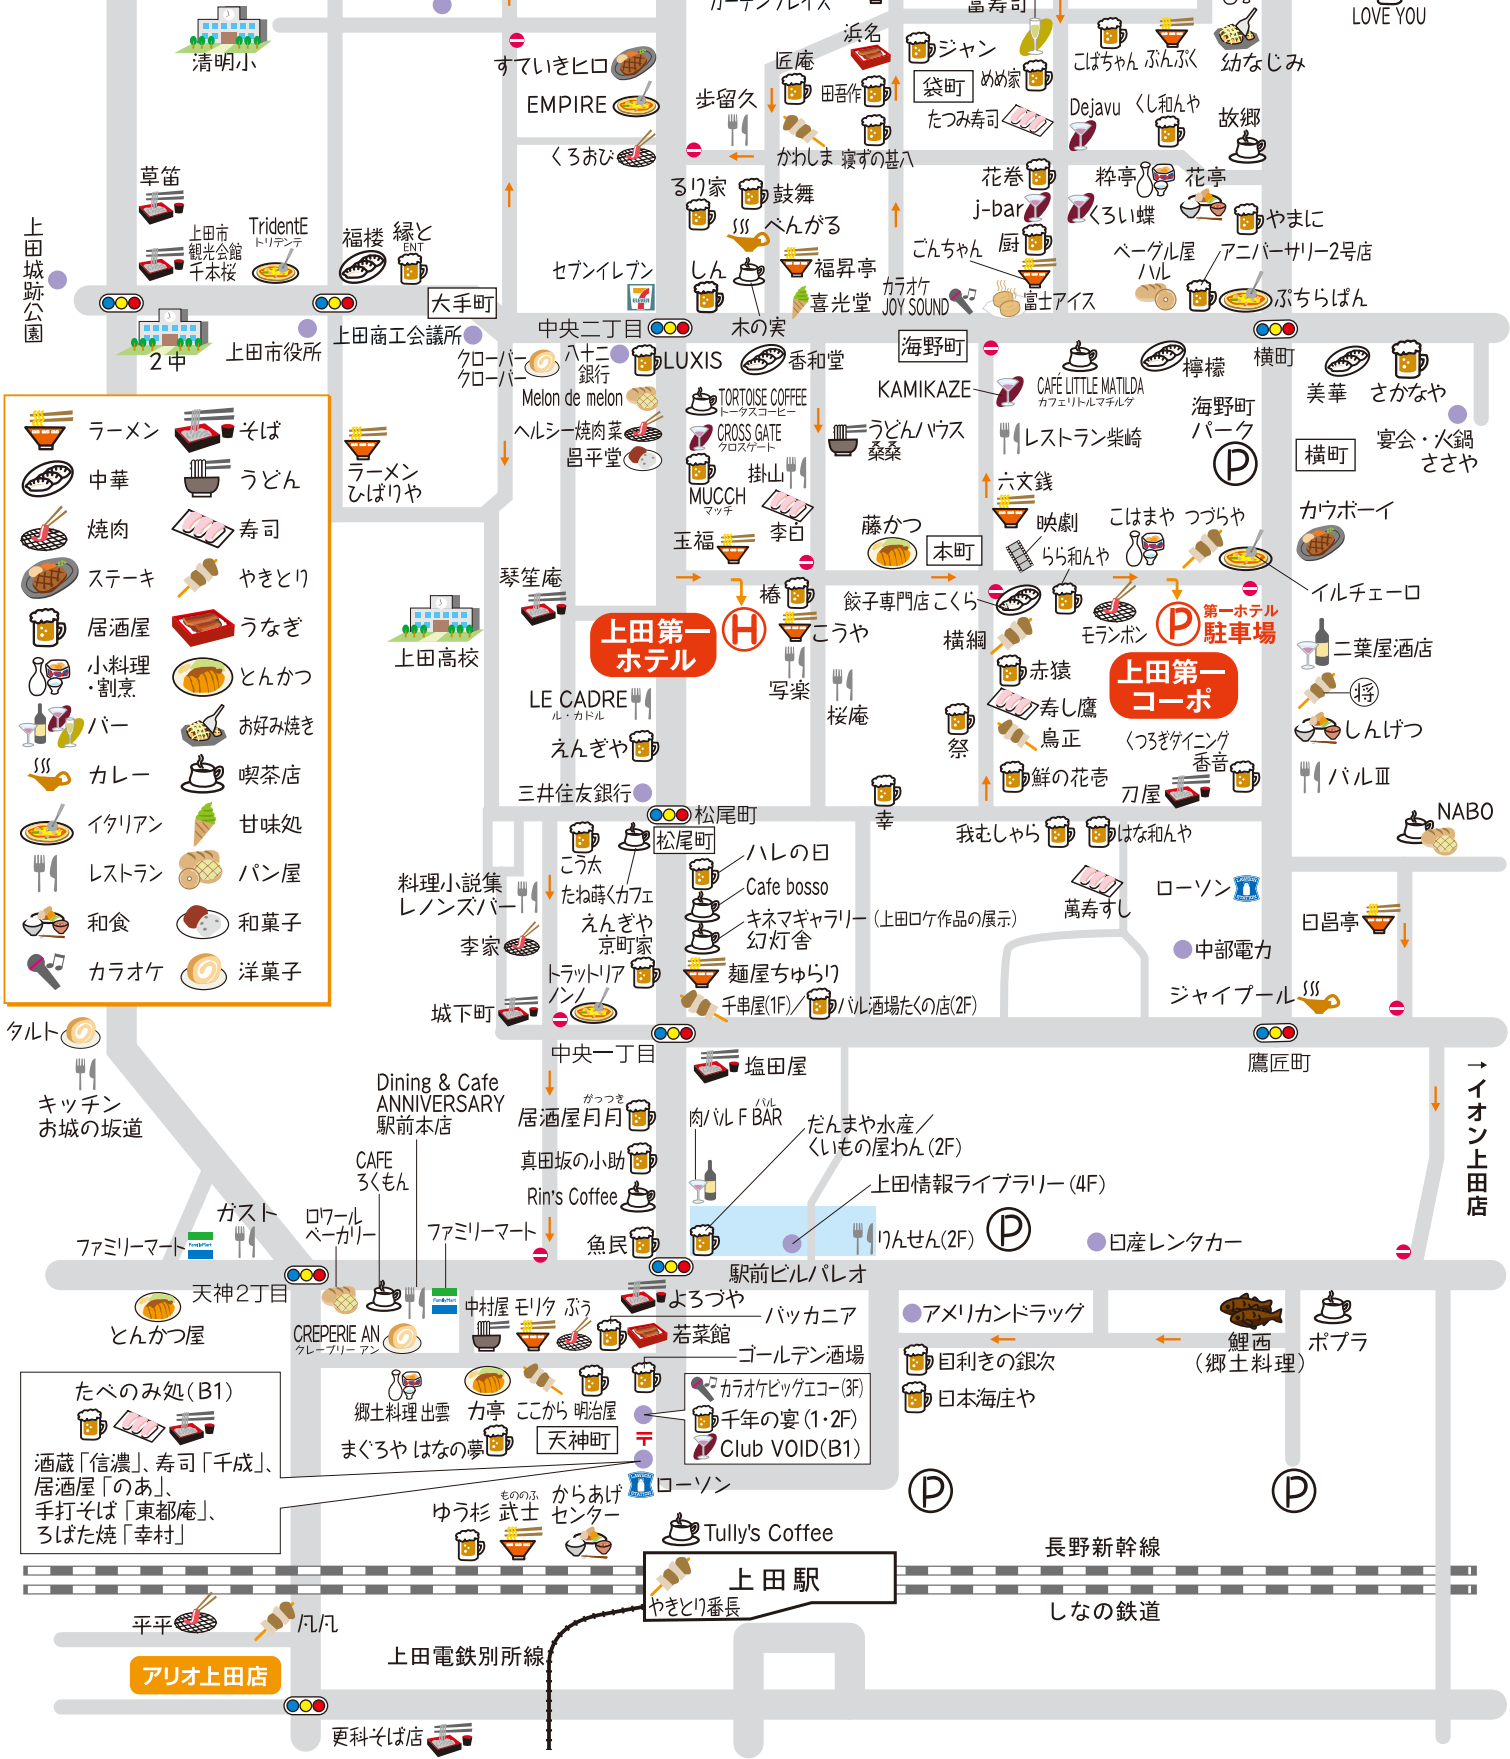 ガーデンプレイス
富寿司
LOVE YOU
清明小
すていきヒロ
EMPIRE
くろおび
浜名
匠庵
田吾作
歩留久
かわしま
寝ずの甚八
ジャン
袋町
めめ家
たつみ寿司
こばちゃん
ぶんぷく
幼なじみ
Dejavu
くし和んや
故郷
草笛
上田市
観光会館
千本桜
TridentE
トリデンテ
福楼
縁と
ENT
上田城跡公園
大手町
2中
上田市役所
上田商工会議所
セブンイレブン
るり家
鼓舞
べんがる
しん
福昇亭
喜光堂
木の実
花巻
j-bar
ごんちゃん
厨
カラオケ
JOY SOUND
富士アイス
粋亭
花亭
くろい蝶
やまに
ベーグル屋
ハル
アニバーサリー2号店
ぷちらぱん
中央二丁目
海野町
横町
クローバー
クローバー
八十二
銀行
LUXIS
香和堂
Melon de melon
ヘルシー焼肉菜
昌平堂
TORTOISE COFFEE
トータスコーヒー
CROSS GATE
クロスゲート
掛山
MUCCH
マッチ
李白
玉福
うどんハウス
桑桑
KAMIKAZE
CAFÉ LITTLE MATILDA
カフェリトルマチルダ
檸檬
レストラン柴崎
海野町
パーク
P
美華
さかなや
横町
宴会・火鍋
ささや
ラーメン
そば
中華
うどん
焼肉
寿司
ステーキ
やきとり
居酒屋
うなぎ
小料理
・割烹
とんかつ
バー
お好み焼き
カレー
喫茶店
イタリアン
甘味処
レストラン
パン屋
和食
和菓子
カラオケ
洋菓子
ラーメン
ひばりや
琴笙庵
上田高校
六文銭
映劇
こはまや
つづらや
カウボーイ
藤かつ
本町
らら和んや
イルチェーロ
椿
餃子専門店 こくら
モランボン
P
第一ホテル
駐車場
上田第一
ホテル
H
こうや
写楽
桜庵
横綱
赤猿
寿し鷹
鳥正
祭
鮮の花壱
上田第一
コーポ
くつろぎダイニング
香音
刀屋
二葉屋酒店
将
しんげつ
バルⅢ
NABO
LE CADRE
ル・カドル
えんぎや
三井住友銀行
松尾町
松尾町
幸
我むしゃら
はな和んや
萬寿すし
ローソン
日昌亭
中部電力
ジャイプール
こう太
たね蒔くカフェ
料理小説集
レノンズバー
えんぎや
京町家
李家
トラットリア
ノンノ
城下町
ハレの日
Cafe bosso
キネマギャラリー(上田ロケ作品の展示)
幻灯舎
麺屋ちゅらり
千串屋(1F)/バル酒場たくの店(2F)
中央一丁目
鷹匠町
タルト
キッチン
お城の坂道
Dining & Cafe
ANNIVERSARY
駅前本店
CAFE
ろくもん
がっつき
居酒屋月月
真田坂の小助
Rin's Coffee
魚民
塩田屋
バル
肉バル F BAR
だんまや水産/
くいもの屋わん(2F)
上田情報ライブラリー(4F)
りんせん(2F)
P
日産レンタカー
→イオン上田店
ガスト
ファミリーマート
ロワール
ベーカリー
ファミリーマート
駅前ビルパレオ
天神2丁目
とんかつ屋
CREPERIE AN
クレープリー アン
中村屋
モリタ
ぶぅ
よろづや
バッカニア
若菜館
ゴールデン酒場
アメリカンドラッグ
目利きの銀次
日本海庄や
鯉西
(郷土料理)
ポプラ
郷土料理 出雲
力亭
ここから
明治屋
まぐろや はなの夢
天神町
カラオケビッグエコー(3F)
千年の宴(1・2F)
Club VOID(B1)
ローソン
たべのみ処(B1)
酒蔵「信濃」、寿司「千成」、
居酒屋「のあ」、
手打そば「東都庵」、
ろばた焼「幸村」
ゆう杉
もののふ
武士
からあげ
センター
Tully's Coffee
P
P
上田駅
やきとり番長
長野新幹線
しなの鉄道
平平
凡凡
アリオ上田店
上田電鉄別所線
更科そば店